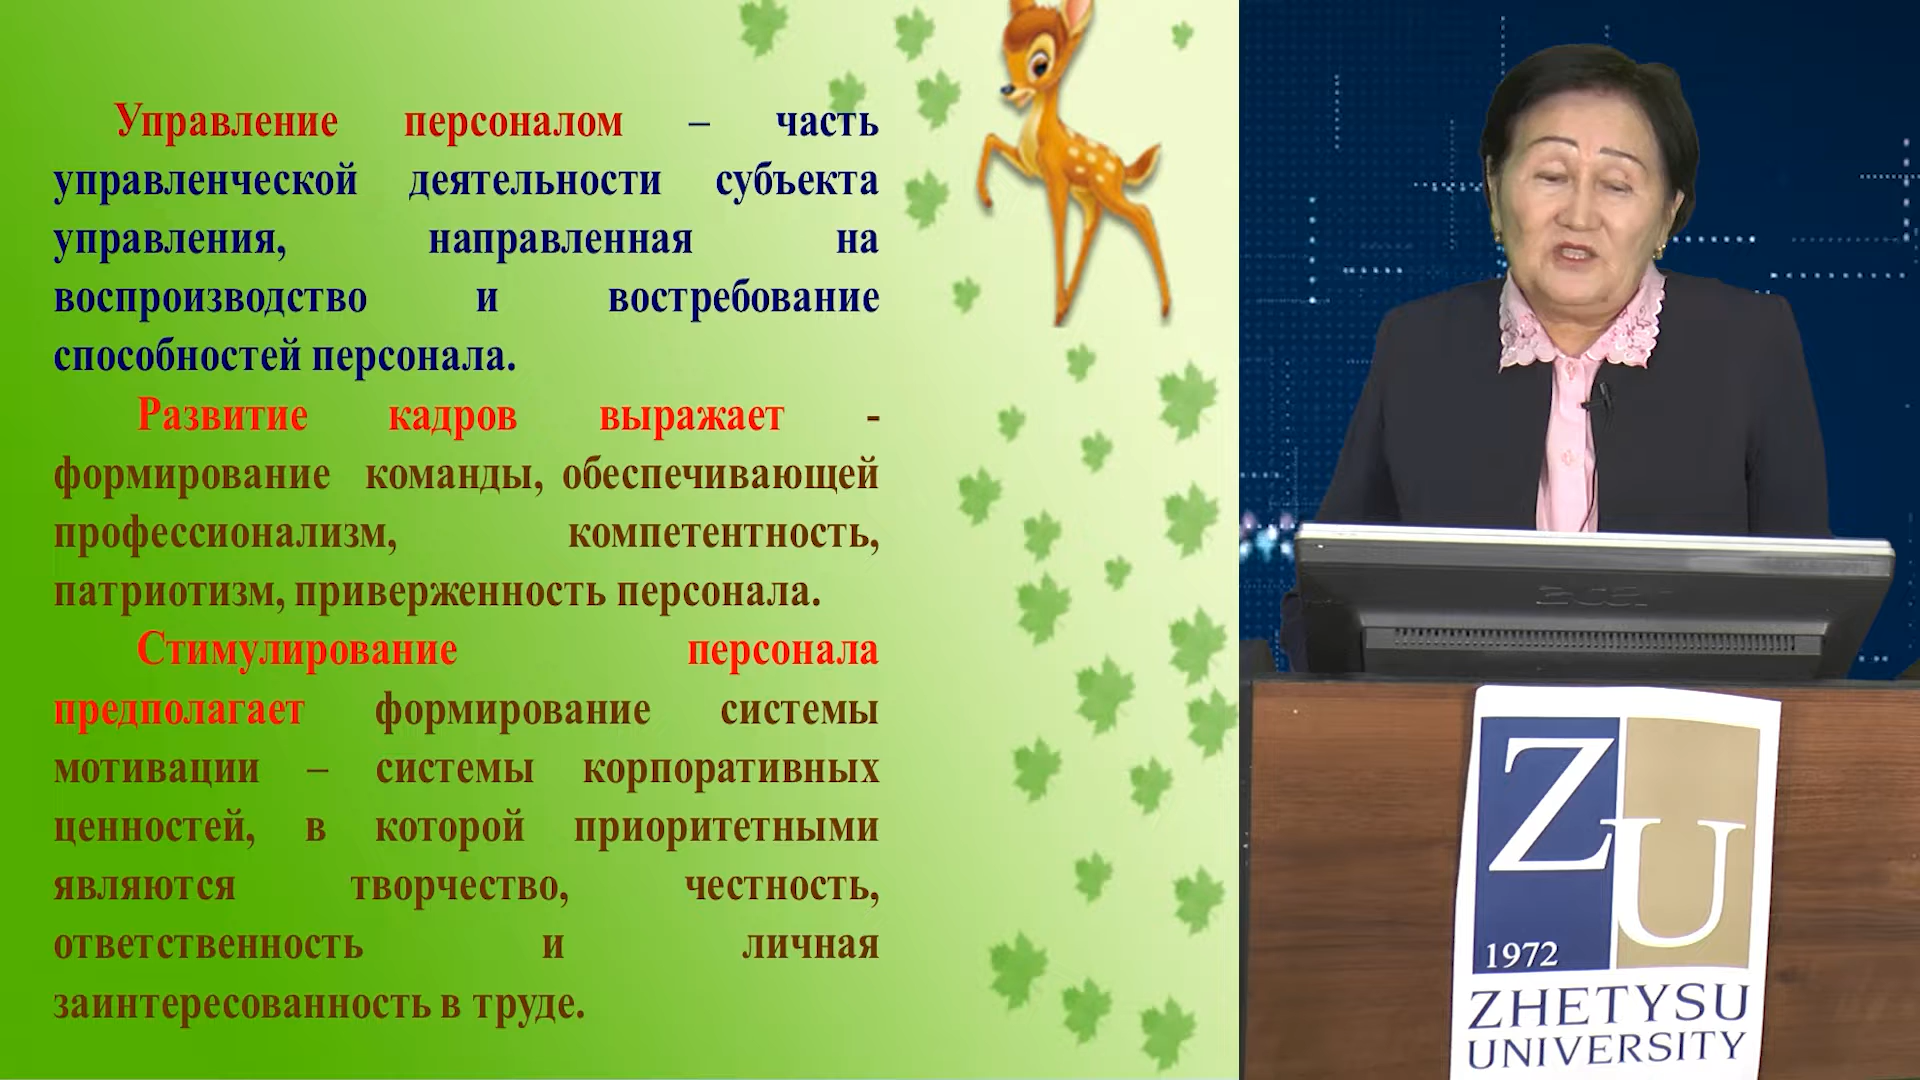 Управление персоналом – часть
управленческой деятельности субъекта
управления, направленная на
воспроизводство и востребование
способностей персонала.
Развитие кадров выражает -
формирование команды, обеспечивающей
профессионализм, компетентность,
патриотизм, приверженность персонала.
Стимулирование персонала
предполагает формирование системы
мотивации – системы корпоративных
ценностей, в которой приоритетными
являются творчество, честность,
ответственность и личная
заинтересованность в труде.
acer
ZU
1972
ZHETYSU
UNIVERSITY